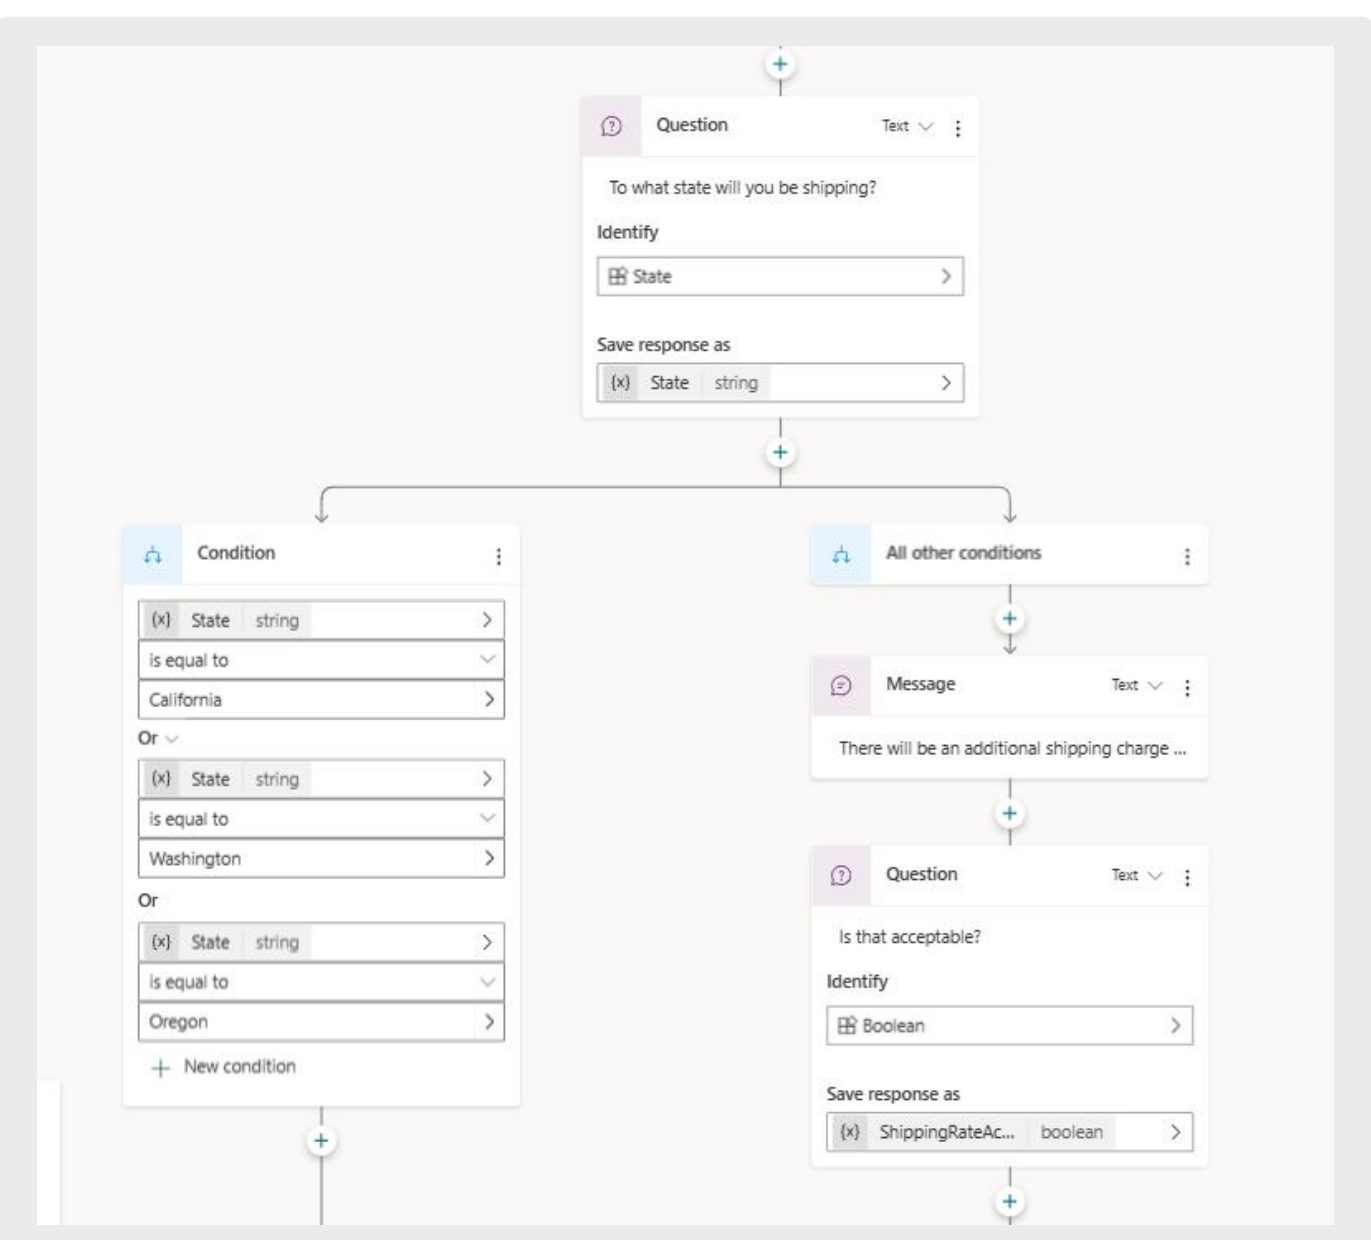 Question Text
To what state will you be shipping?
Identify
State
Save response as
{x} State string
Condition
{x} State string
is equal to
California
Or
{x} State string
is equal to
Washington
Or
{x} State string
is equal to
Oregon
New condition
All other conditions
Message Text
There will be an additional shipping charge ...
Question Text
Is that acceptable?
Identify
Boolean
Save response as
{x} ShippingRateAc... boolean